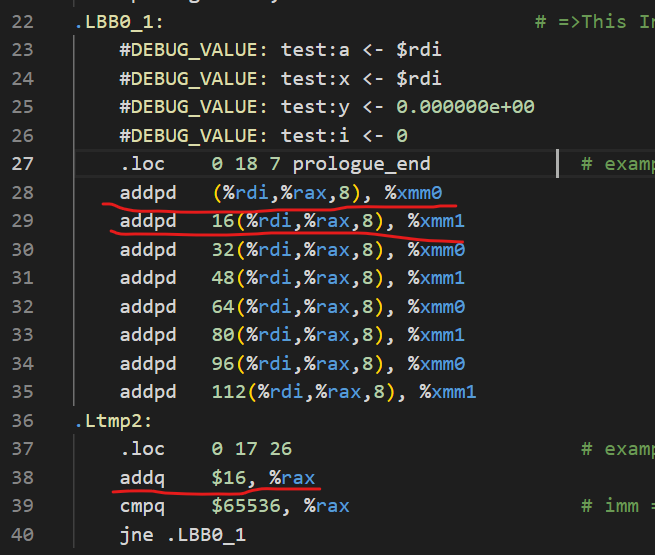 22 .LBB0_1: # =>This In
23 #DEBUG_VALUE: test:a <- $rdi
24 #DEBUG_VALUE: test:x <- $rdi
25 #DEBUG_VALUE: test:y <- 0.000000e+00
26 #DEBUG_VALUE: test:i <- 0
27 .loc 0 18 7 prologue_end # examp
28 addpd (%rdi,%rax,8), %xmm0
29 addpd 16(%rdi,%rax,8), %xmm1
30 addpd 32(%rdi,%rax,8), %xmm0
31 addpd 48(%rdi,%rax,8), %xmm1
32 addpd 64(%rdi,%rax,8), %xmm0
33 addpd 80(%rdi,%rax,8), %xmm1
34 addpd 96(%rdi,%rax,8), %xmm0
35 addpd 112(%rdi,%rax,8), %xmm1
36 .Ltmp2:
37 .loc 0 17 26 # examp
38 addq $16, %rax
39 cmpq $65536, %rax # imm =
40 jne .LBB0_1